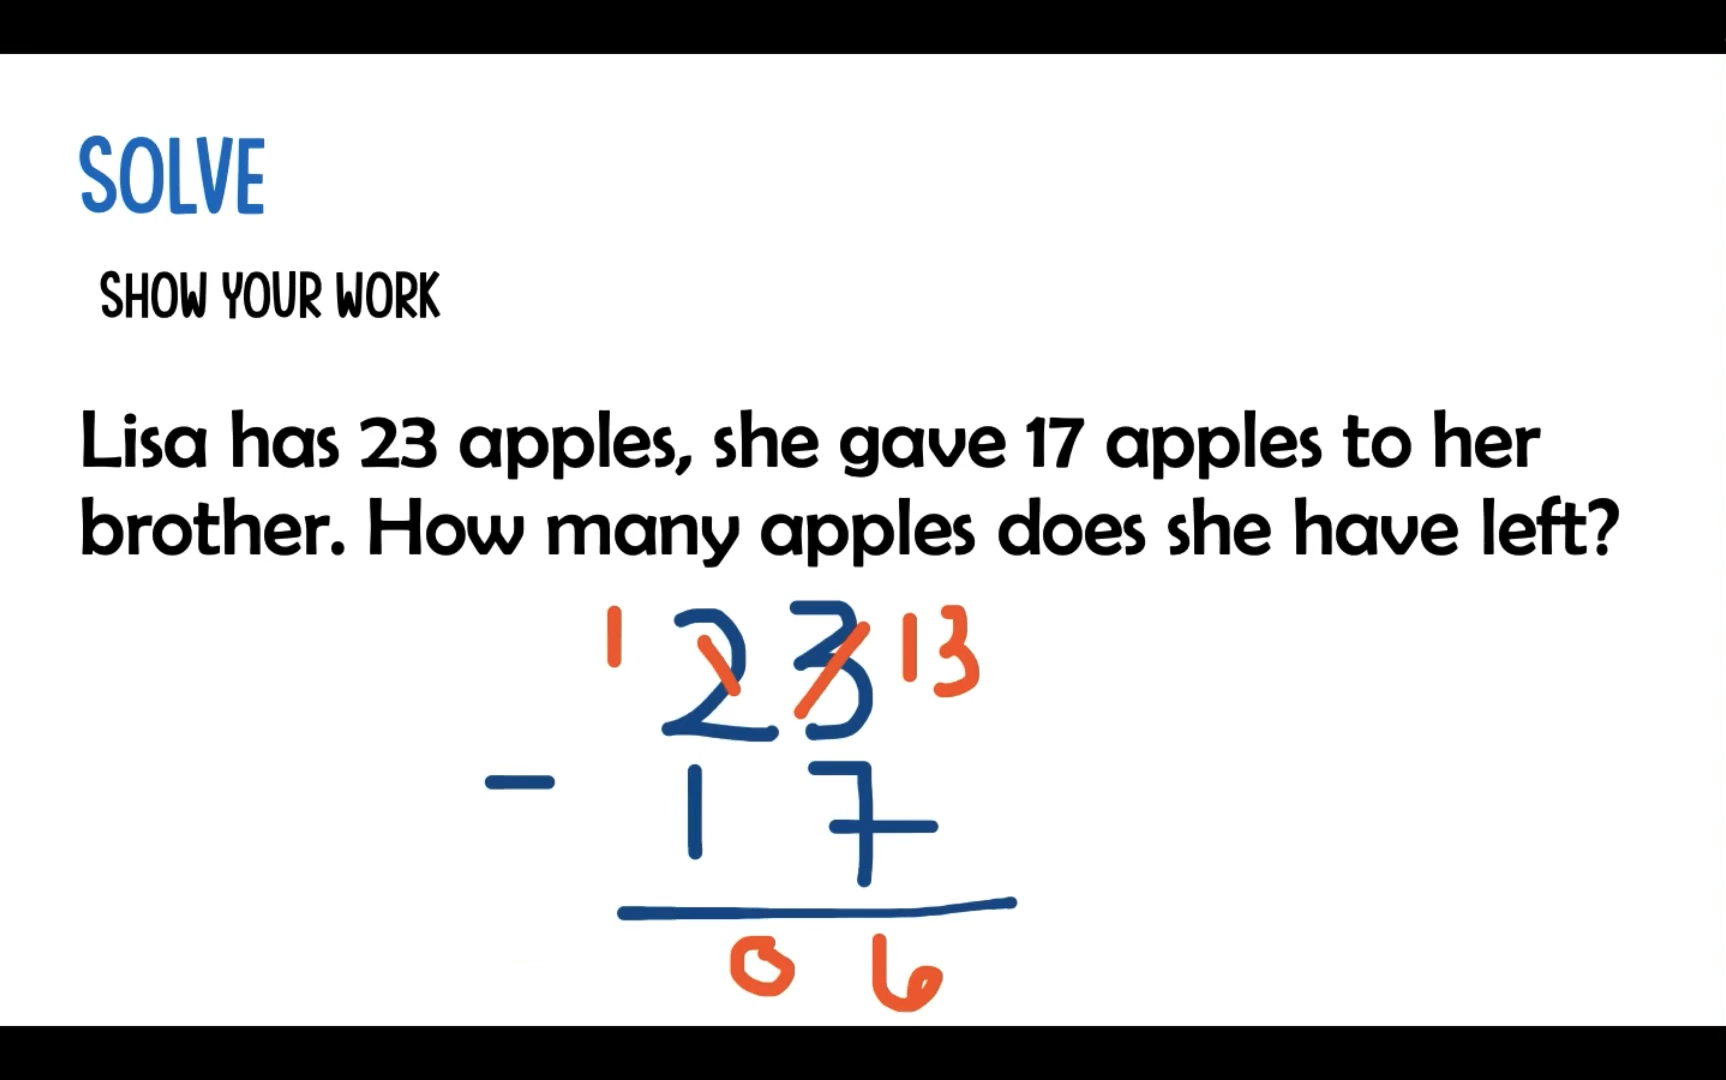 SOLVE
SHOW YOUR WORK
Lisa has 23 apples, she gave 17 apples to her
brother. How many apples does she have left?
1 2 3 13
- 1 7
0 6